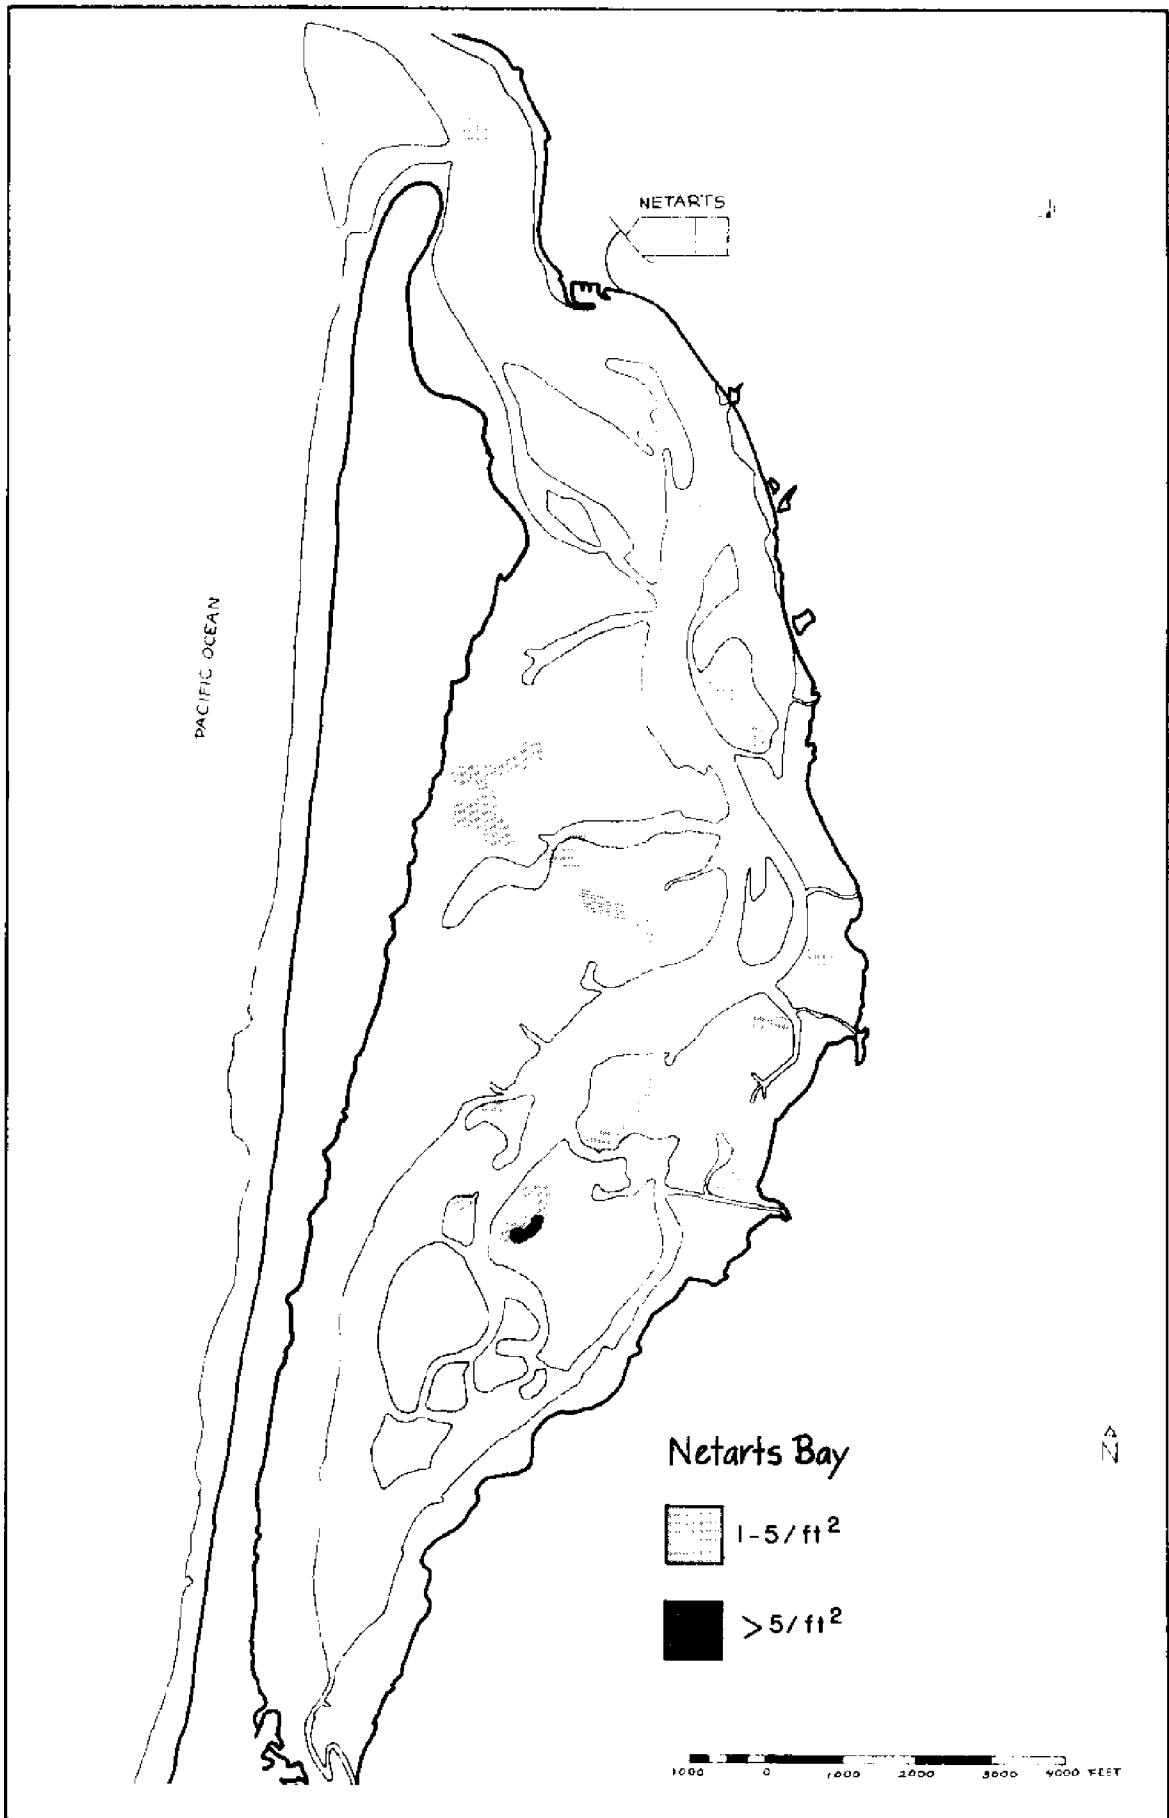 NETARTS
PACIFIC OCEAN
Netarts Bay
N
1-5/ft²
>5/ft²
1000 0 1000 2000 3000 4000 FEET